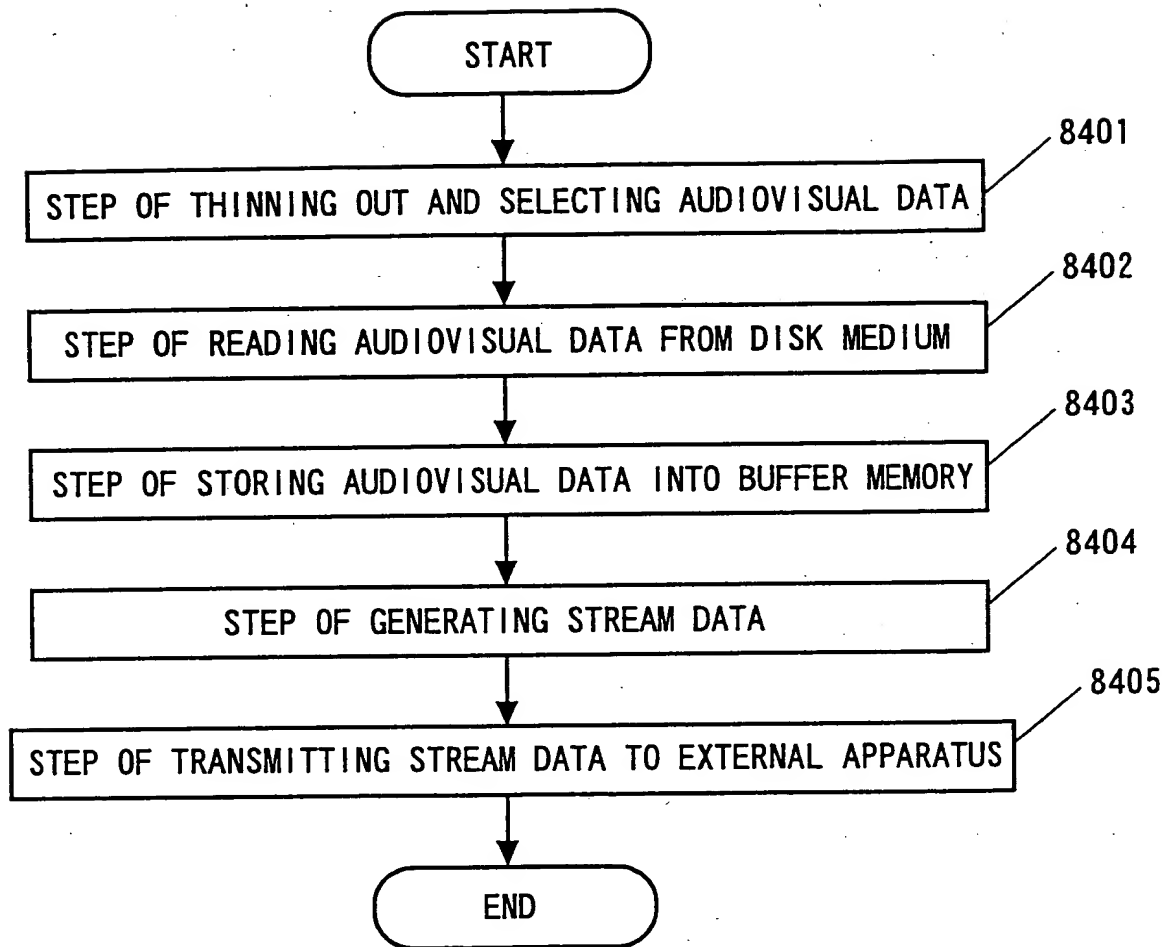 START
8401
STEP OF THINNING OUT AND SELECTING AUDIOVISUAL DATA
8402
STEP OF READING AUDIOVISUAL DATA FROM DISK MEDIUM
8403
STEP OF STORING AUDIOVISUAL DATA INTO BUFFER MEMORY
8404
STEP OF GENERATING STREAM DATA
8405
STEP OF TRANSMITTING STREAM DATA TO EXTERNAL APPARATUS
END